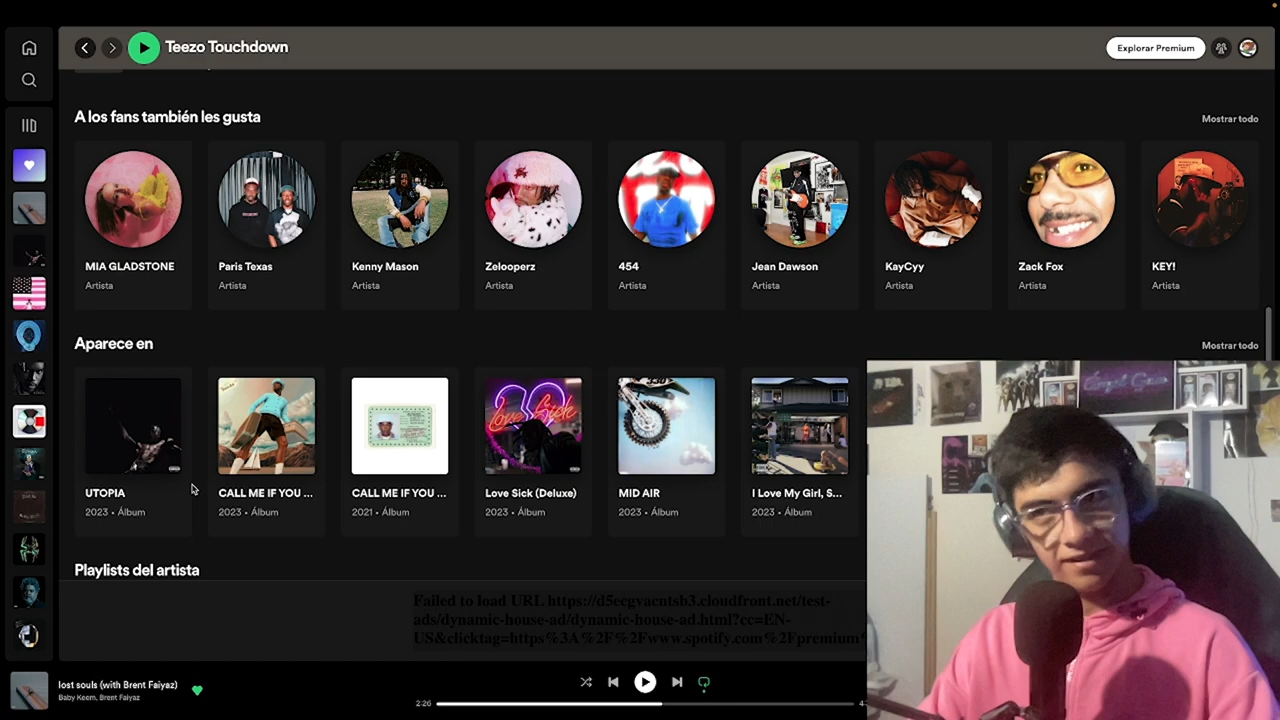 Teezo Touchdown
Explorar Premium
A los fans también les gusta
Mostrar todo
MIA GLADSTONE
Paris Texas
Kenny Mason
Zelooperz
454
Jean Dawson
KayCyy
Zack Fox
KEY!
Artista
Artista
Artista
Artista
Artista
Artista
Artista
Artista
Artista
Aparece en
Mostrar todo
UTOPIA
CALL ME IF YOU ...
CALL ME IF YOU ...
Love Sick (Deluxe)
MID AIR
I Love My Girl, S...
2023 • Álbum
2023 • Álbum
2021 • Álbum
2023 • Álbum
2023 • Álbum
2023 • Álbum
Playlists del artista
Failed to load URL https://d5ecgvacntsb3.cloudfront.net/test-
ads/dynamic-house-ad/dynamic-house-ad.html?cc=EN-
US&clicktag=https%3A%2F%2Fwww.spotify.com%2Fpremium%
lost souls (with Brent Faiyaz)
Baby Keem, Brent Faiyaz
2:26